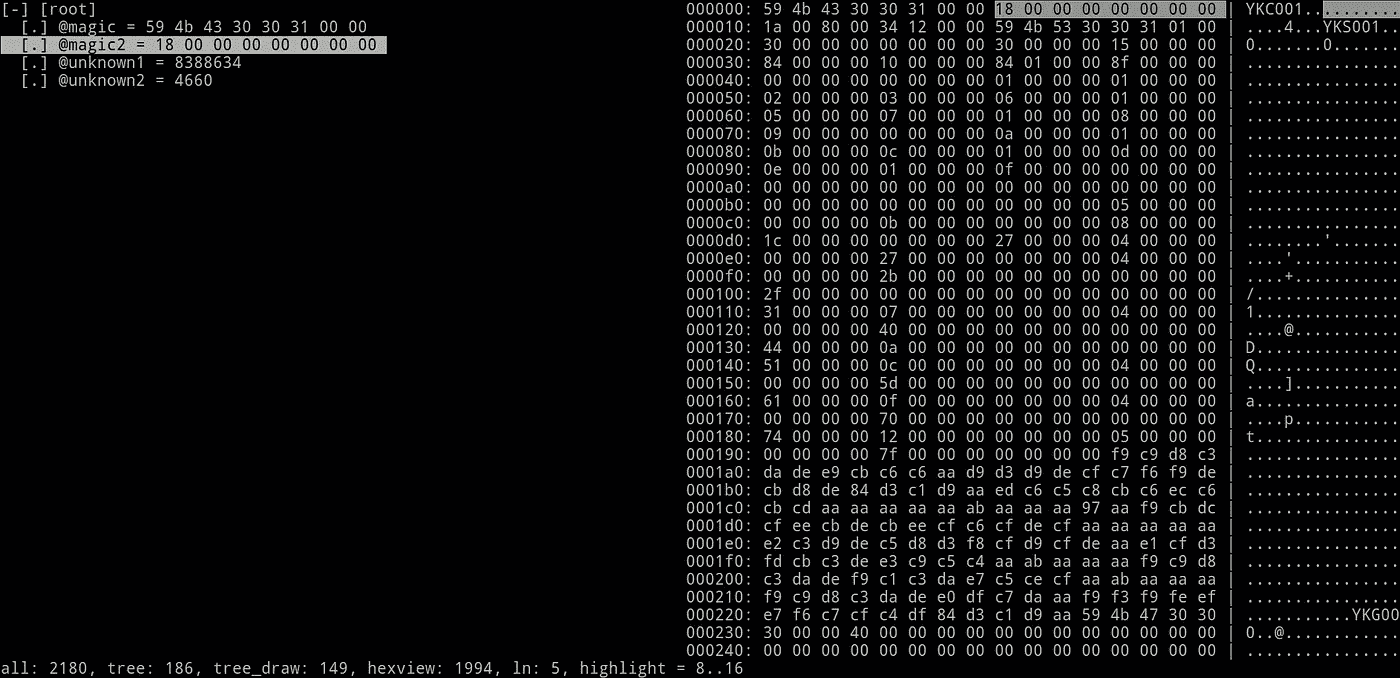 [-] [root]
[.] @magic = 59 4b 43 30 30 31 00 00
[.] @magic2 = 18 00 00 00 00 00 00 00
[.] @unknown1 = 8388634
[.] @unknown2 = 4660
000000: 59 4b 43 30 30 31 00 00 18 00 00 00 00 00 00 00 | YKC001..........
000010: 1a 00 80 00 34 12 00 00 59 4b 53 30 30 31 01 00 | ....4...YKS001..
000020: 30 00 00 00 00 00 00 00 30 00 00 00 15 00 00 00 | 0.......0.......
000030: 84 00 00 00 10 00 00 00 84 01 00 00 8f 00 00 00 | ................
000040: 00 00 00 00 00 00 00 00 01 00 00 00 01 00 00 00 | ................
000050: 02 00 00 00 03 00 00 00 06 00 00 00 01 00 00 00 | ................
000060: 05 00 00 00 07 00 00 00 01 00 00 00 08 00 00 00 | ................
000070: 09 00 00 00 00 00 00 00 0a 00 00 00 01 00 00 00 | ................
000080: 0b 00 00 00 0c 00 00 00 01 00 00 00 0d 00 00 00 | ................
000090: 0e 00 00 00 01 00 00 00 0f 00 00 00 00 00 00 00 | ................
0000a0: 00 00 00 00 00 00 00 00 00 00 00 00 00 00 00 00 | ................
0000b0: 00 00 00 00 00 00 00 00 00 00 00 00 05 00 00 00 | ................
0000c0: 00 00 00 00 0b 00 00 00 00 00 00 00 08 00 00 00 | ................
0000d0: 1c 00 00 00 00 00 00 00 27 00 00 00 04 00 00 00 | ........'.......
0000e0: 00 00 00 00 27 00 00 00 00 00 00 00 04 00 00 00 | ....'...........
0000f0: 00 00 00 00 2b 00 00 00 00 00 00 00 00 00 00 00 | ....+...........
000100: 2f 00 00 00 00 00 00 00 00 00 00 00 00 00 00 00 | /...............
000110: 31 00 00 00 07 00 00 00 00 00 00 00 04 00 00 00 | 1...............
000120: 00 00 00 00 40 00 00 00 00 00 00 00 00 00 00 00 | ....@...........
000130: 44 00 00 00 0a 00 00 00 00 00 00 00 00 00 00 00 | D...............
000140: 51 00 00 00 0c 00 00 00 00 00 00 00 04 00 00 00 | Q...............
000150: 00 00 00 00 5d 00 00 00 00 00 00 00 00 00 00 00 | ....]...........
000160: 61 00 00 00 0f 00 00 00 00 00 00 00 04 00 00 00 | a...............
000170: 00 00 00 00 70 00 00 00 00 00 00 00 00 00 00 00 | ....p...........
000180: 74 00 00 00 12 00 00 00 00 00 00 00 05 00 00 00 | t...............
000190: 00 00 00 00 7f 00 00 00 00 00 00 00 f9 c9 d8 c3 | ................
0001a0: da de e9 cb c6 c6 aa d9 d3 d9 de cf c7 f6 f9 de | ................
0001b0: cb d8 de 84 d3 c1 d9 aa ed c6 c5 c8 cb c6 ec c6 | ................
0001c0: cb cd aa aa aa aa aa ab aa aa aa 97 aa f9 cb dc | ................
0001d0: cf ee cb de cb ee cf c6 cf de cf aa aa aa aa aa | ................
0001e0: e2 c3 d9 de c5 d8 d3 f8 cf d9 cf de aa e1 cf d3 | ................
0001f0: fd cb c3 de e3 c9 c5 c4 aa ab aa aa aa f9 c9 d8 | ................
000200: c3 da de f9 c1 c3 da e7 c5 ce cf aa ab aa aa aa | ................
000210: f9 c9 d8 c3 da de e0 df c7 da aa f9 f3 f9 fe ef | ................
000220: e7 f6 c7 cf c4 df 84 d3 c1 d9 aa 59 4b 47 30 30 | ...........YKG00
000230: 30 00 00 40 00 00 00 00 00 00 00 00 00 00 00 00 | 0..@............
000240: 00 00 00 00 00 00 00 00 00 00 00 00 00 00 00 00 | ................
all: 2180, tree: 186, tree_draw: 149, hexview: 1994, ln: 5, highlight = 8..16